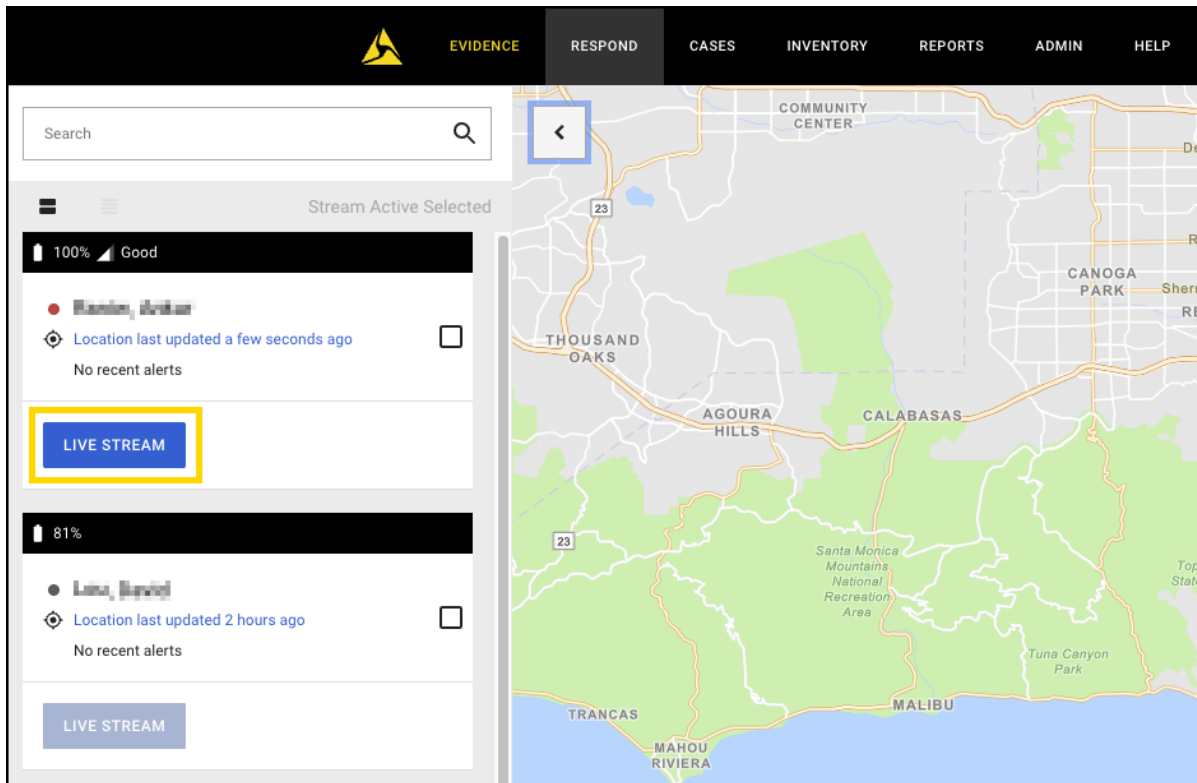 EVIDENCE RESPOND CASES INVENTORY REPORTS ADMIN HELP
Search
Stream Active Selected
100% Good
Location last updated a few seconds ago
No recent alerts
LIVE STREAM
81%
Location last updated 2 hours ago
No recent alerts
LIVE STREAM
COMMUNITY
CENTER
23
CANOGA
PARK
THOUSAND
OAKS
AGOURA
HILLS
CALABASAS
23
Santa Monica
Mountains
National
Recreation
Area
Tuna Canyon
Park
TRANCAS
MALIBU
MAHOU
RIVIERA